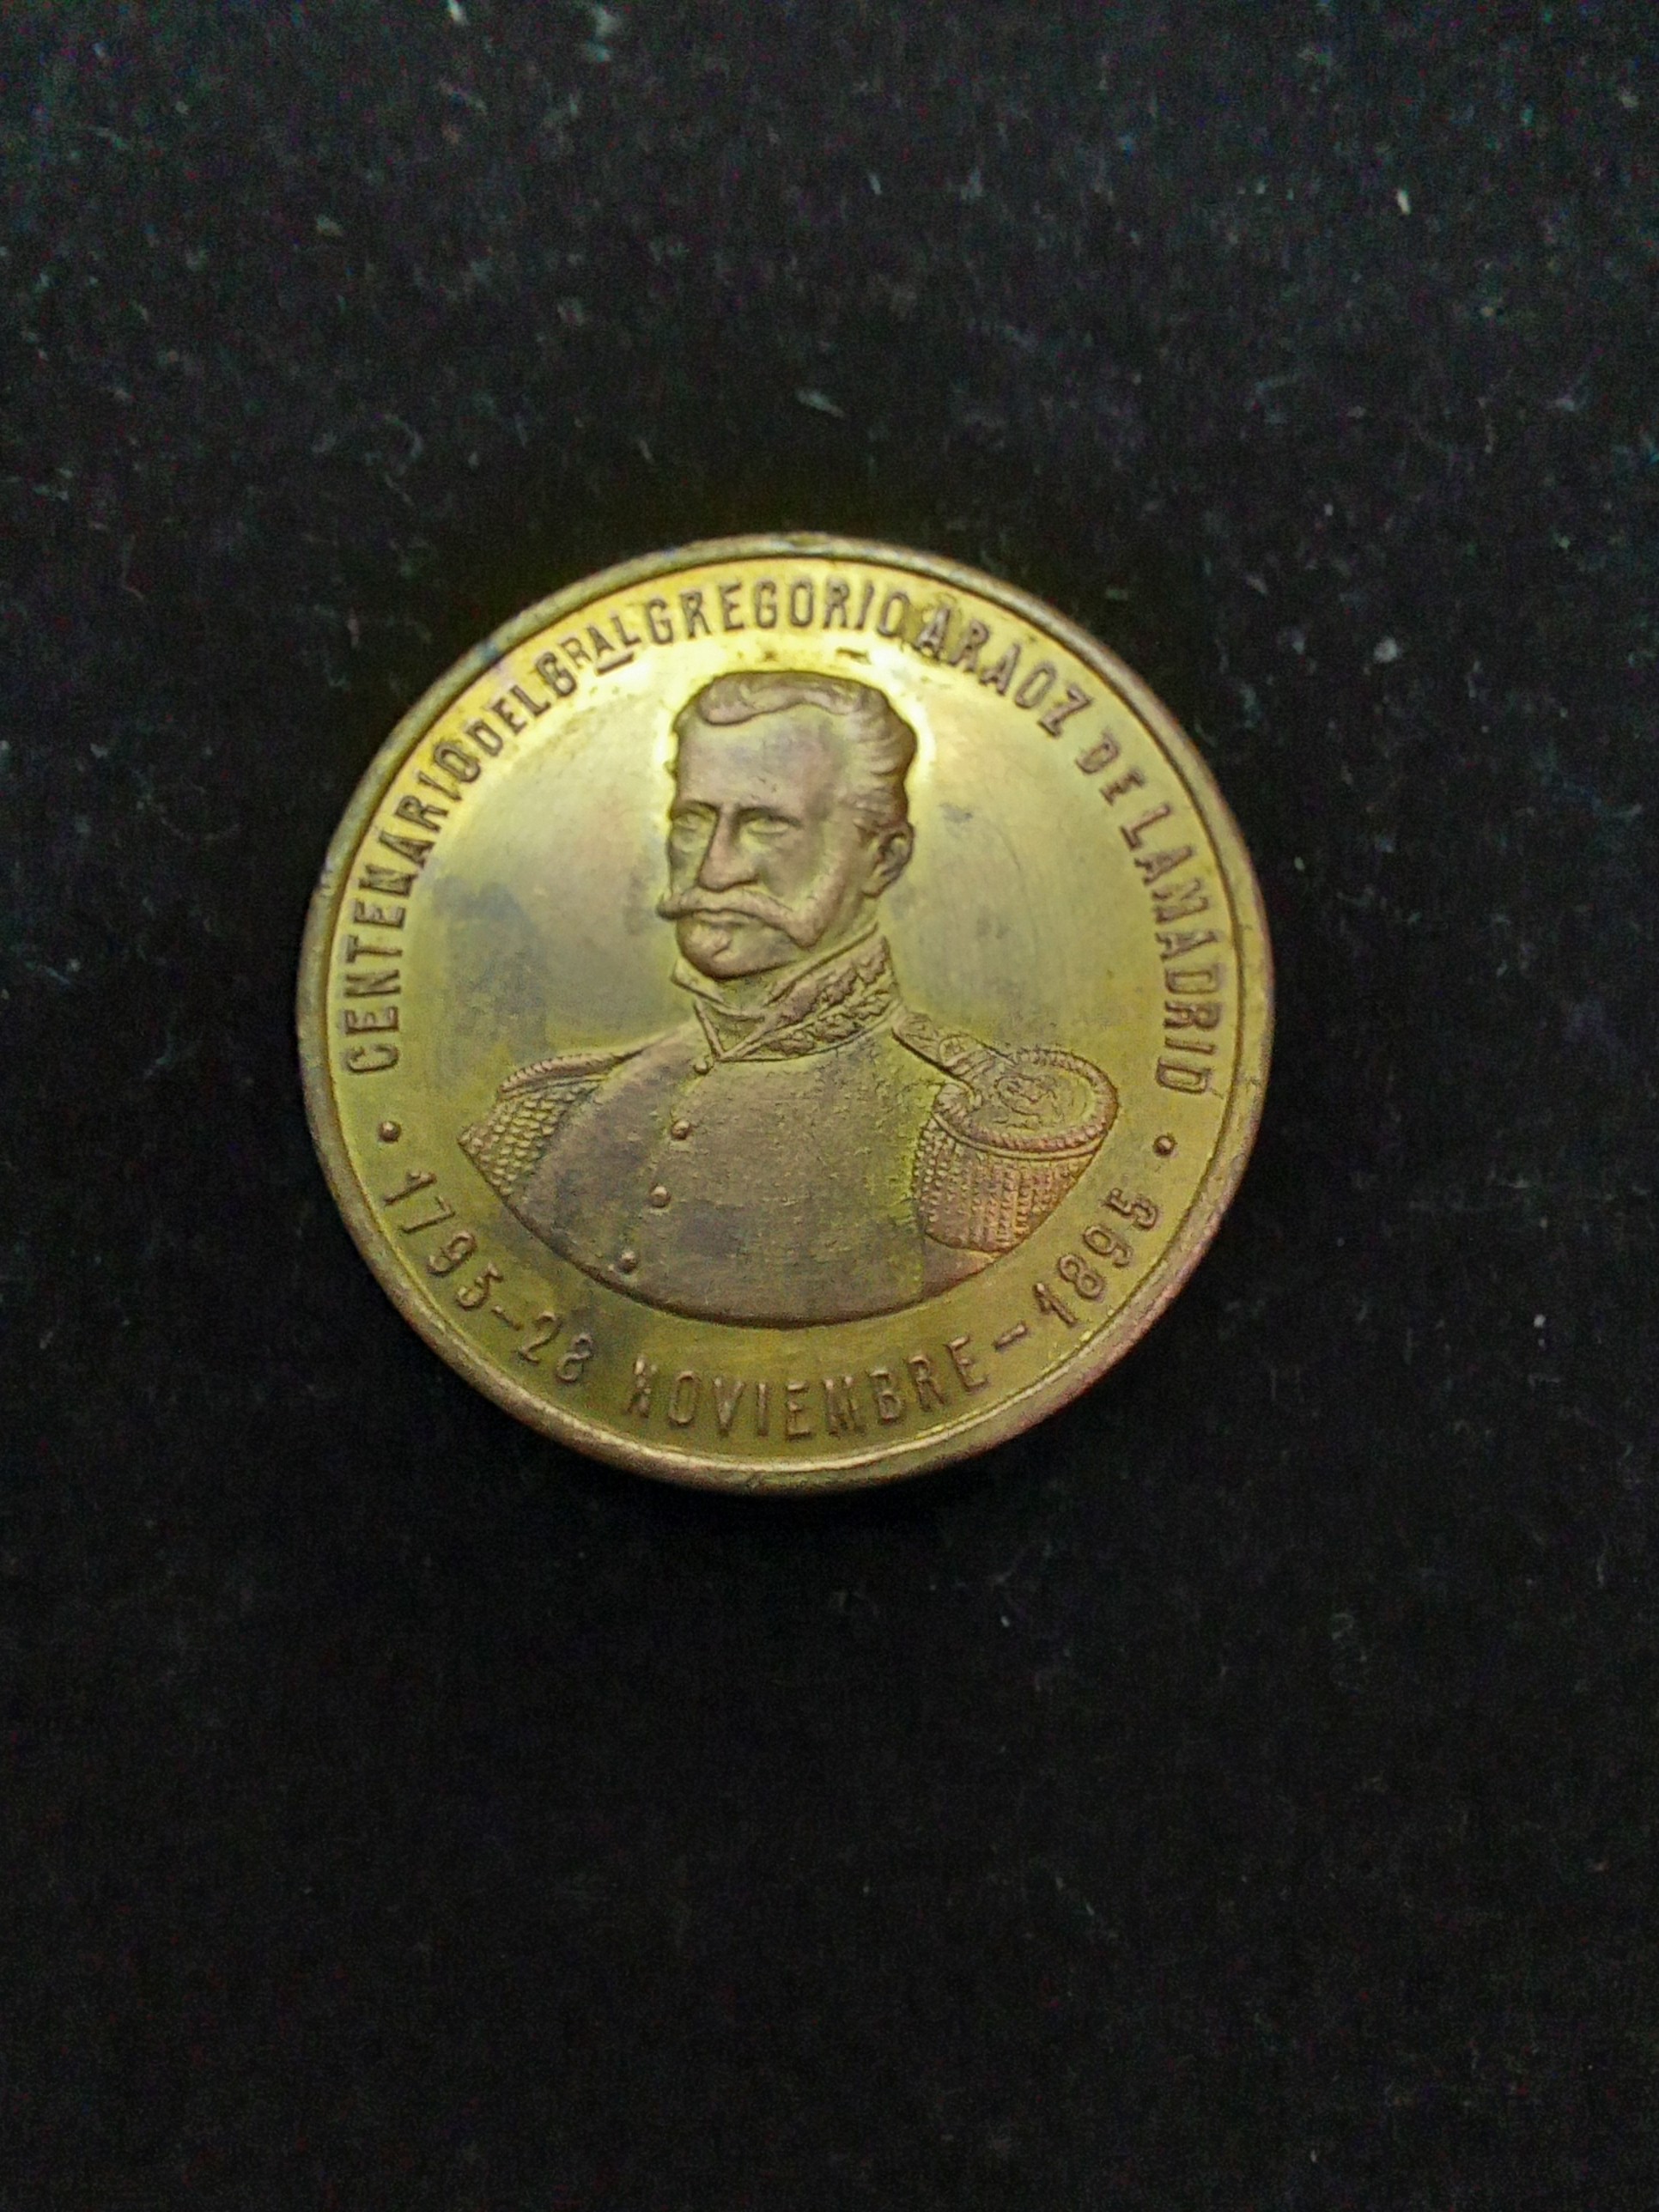 CENTENARIO DEL GRAL GREGORIO ARAOZ DE LAMADRID
• 1795 - 28 NOVIEMBRE - 1895 •